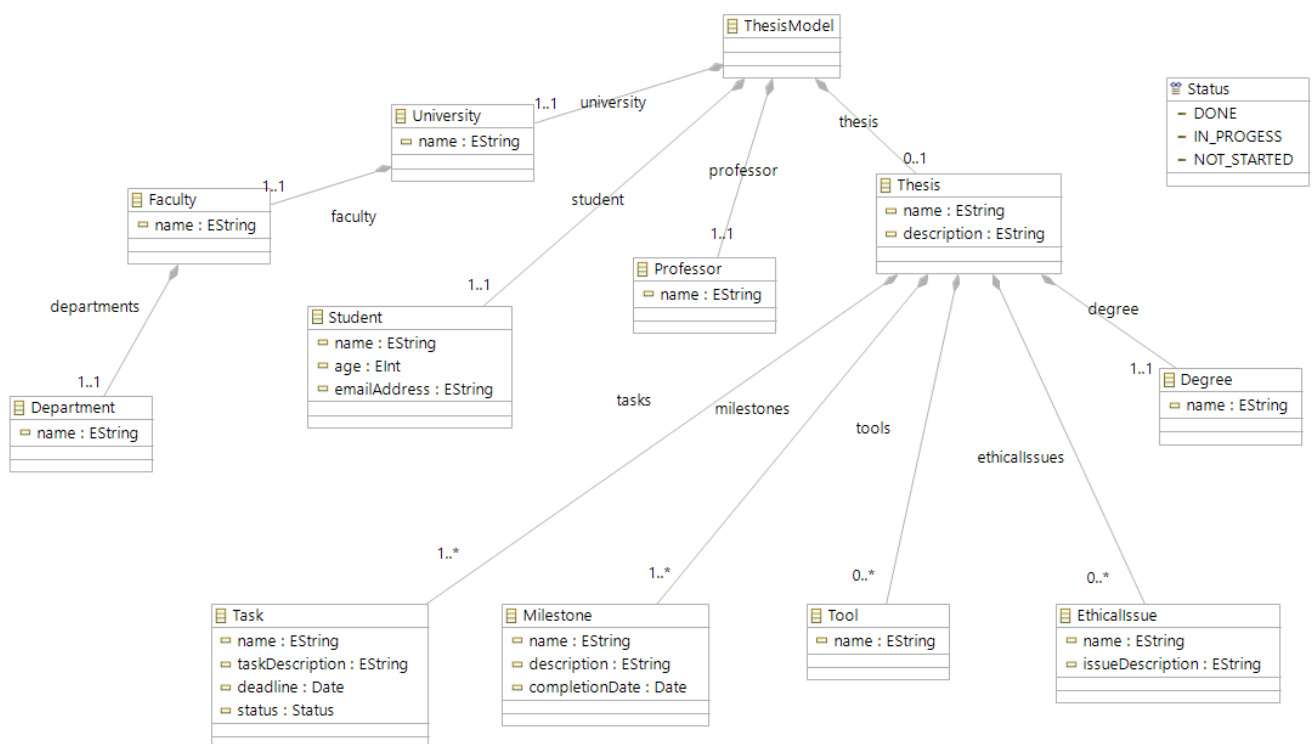 ThesisModel
university
1..1
University
name : EString
thesis
0..1
Status
- DONE
- IN_PROGESS
- NOT_STARTED
professor
1..1
student
1..1
faculty
1..1
Faculty
name : EString
Thesis
name : EString
description : EString
Professor
name : EString
departments
1..1
Student
name : EString
age : EInt
emailAddress : EString
degree
1..1
Degree
name : EString
Department
name : EString
tasks
milestones
tools
ethicalIssues
1..*
1..*
0..*
0..*
Task
name : EString
taskDescription : EString
deadline : Date
status : Status
Milestone
name : EString
description : EString
completionDate : Date
Tool
name : EString
EthicalIssue
name : EString
issueDescription : EString